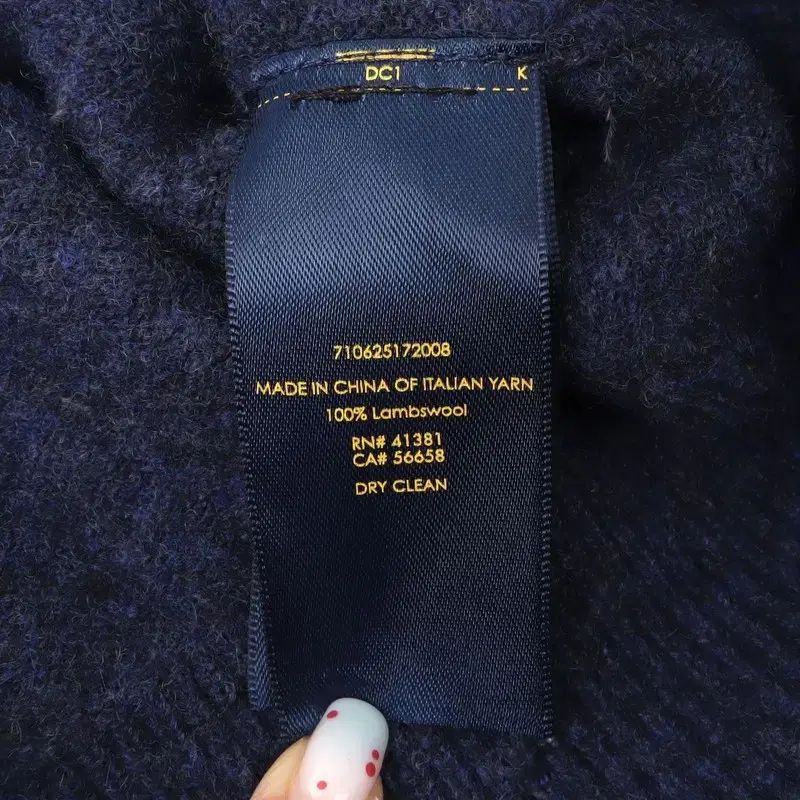 DC1 K
710625172008
MADE IN CHINA OF ITALIAN YARN
100% Lambswool
RN# 41381
CA# 56658
DRY CLEAN